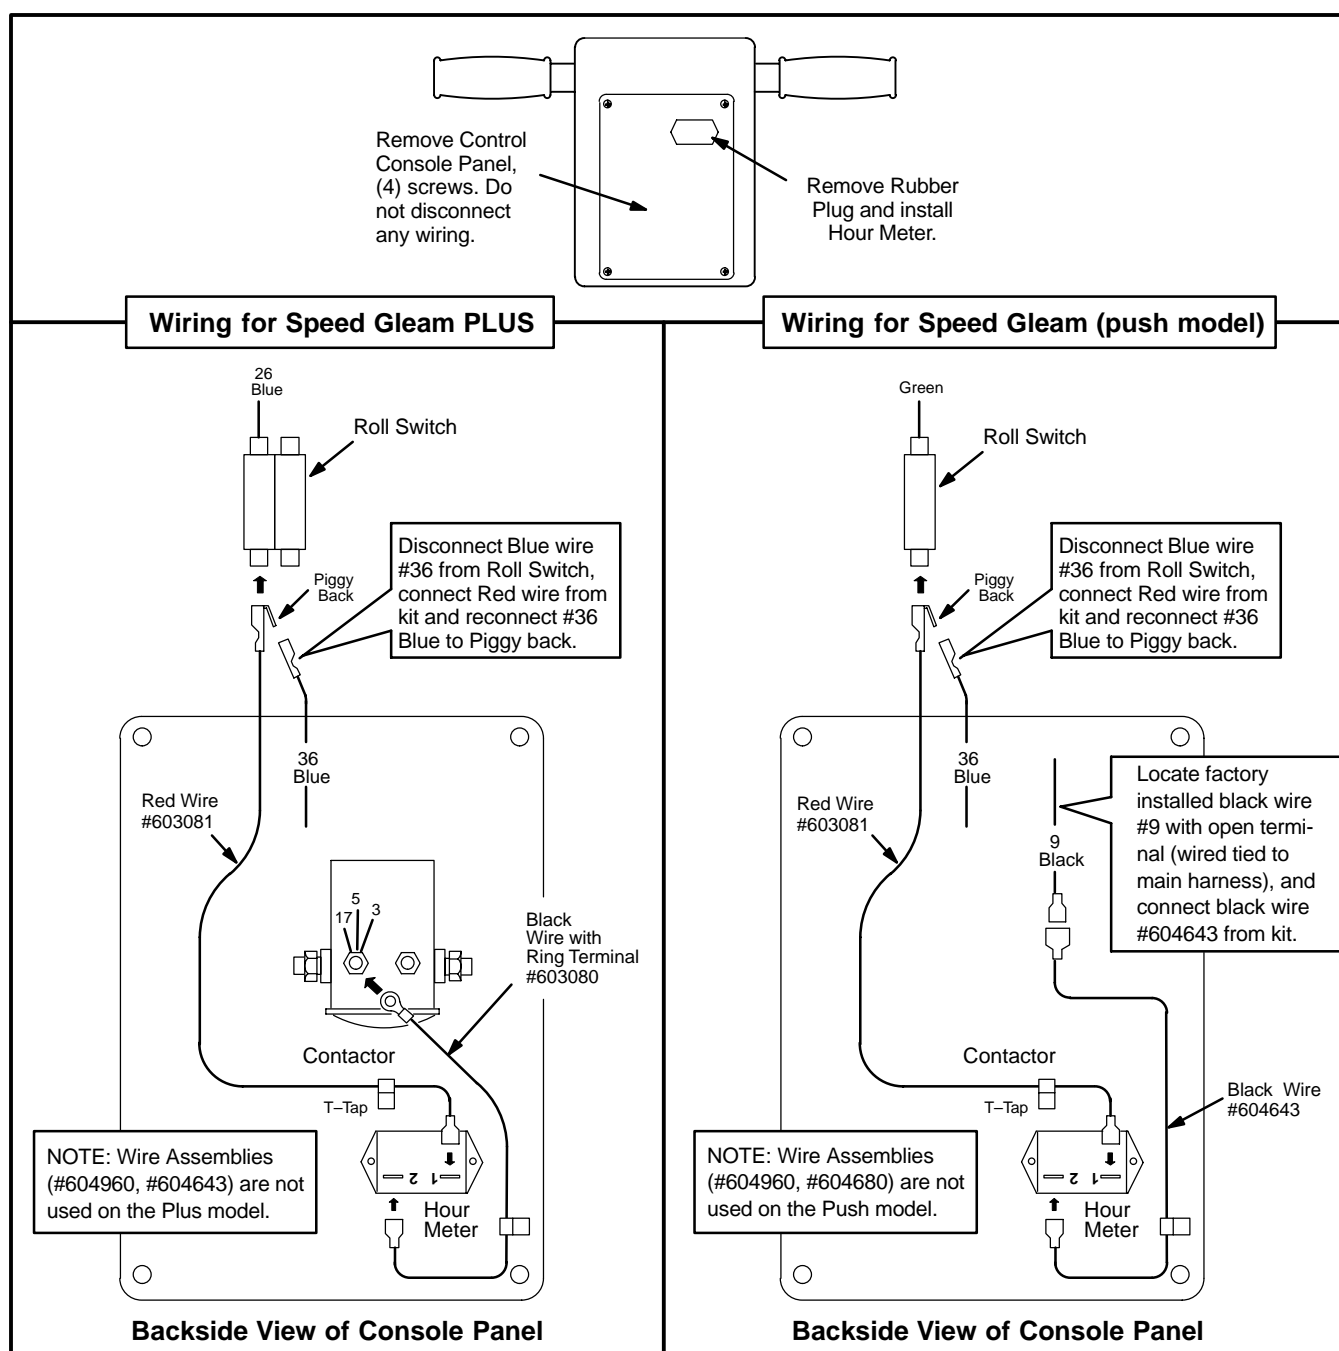 Remove Control
Console Panel,
(4) screws. Do
not disconnect
any wiring.
Remove Rubber
Plug and install
Hour Meter.
Wiring for Speed Gleam PLUS
26
Blue
Roll Switch
Piggy
Back
Disconnect Blue wire
#36 from Roll Switch,
connect Red wire from
kit and reconnect #36
Blue to Piggy back.
36
Blue
Red Wire
#603081
5
17
3
Black
Wire with
Ring Terminal
#603080
Contactor
T–Tap
NOTE: Wire Assemblies
(#604960, #604643) are not
used on the Plus model.
2 1
Hour
Meter
Backside View of Console Panel
Wiring for Speed Gleam (push model)
Green
Roll Switch
Piggy
Back
Disconnect Blue wire
#36 from Roll Switch,
connect Red wire from
kit and reconnect #36
Blue to Piggy back.
36
Blue
Red Wire
#603081
9
Black
Locate factory
installed black wire
#9 with open termi-
nal (wired tied to
main harness), and
connect black wire
#604643 from kit.
Contactor
T–Tap
Black Wire
#604643
NOTE: Wire Assemblies
(#604960, #604680) are not
used on the Push model.
2 1
Hour
Meter
Backside View of Console Panel